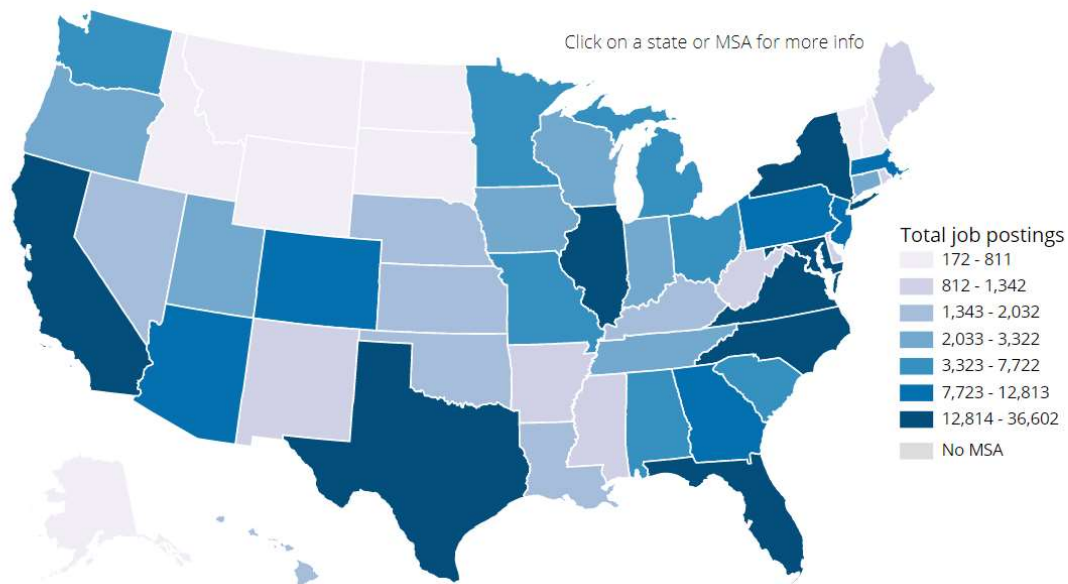 Click on a state or MSA for more info
Total job postings
172 - 811
812 - 1,342
1,343 - 2,032
2,033 - 3,322
3,323 - 7,722
7,723 - 12,813
12,814 - 36,602
No MSA